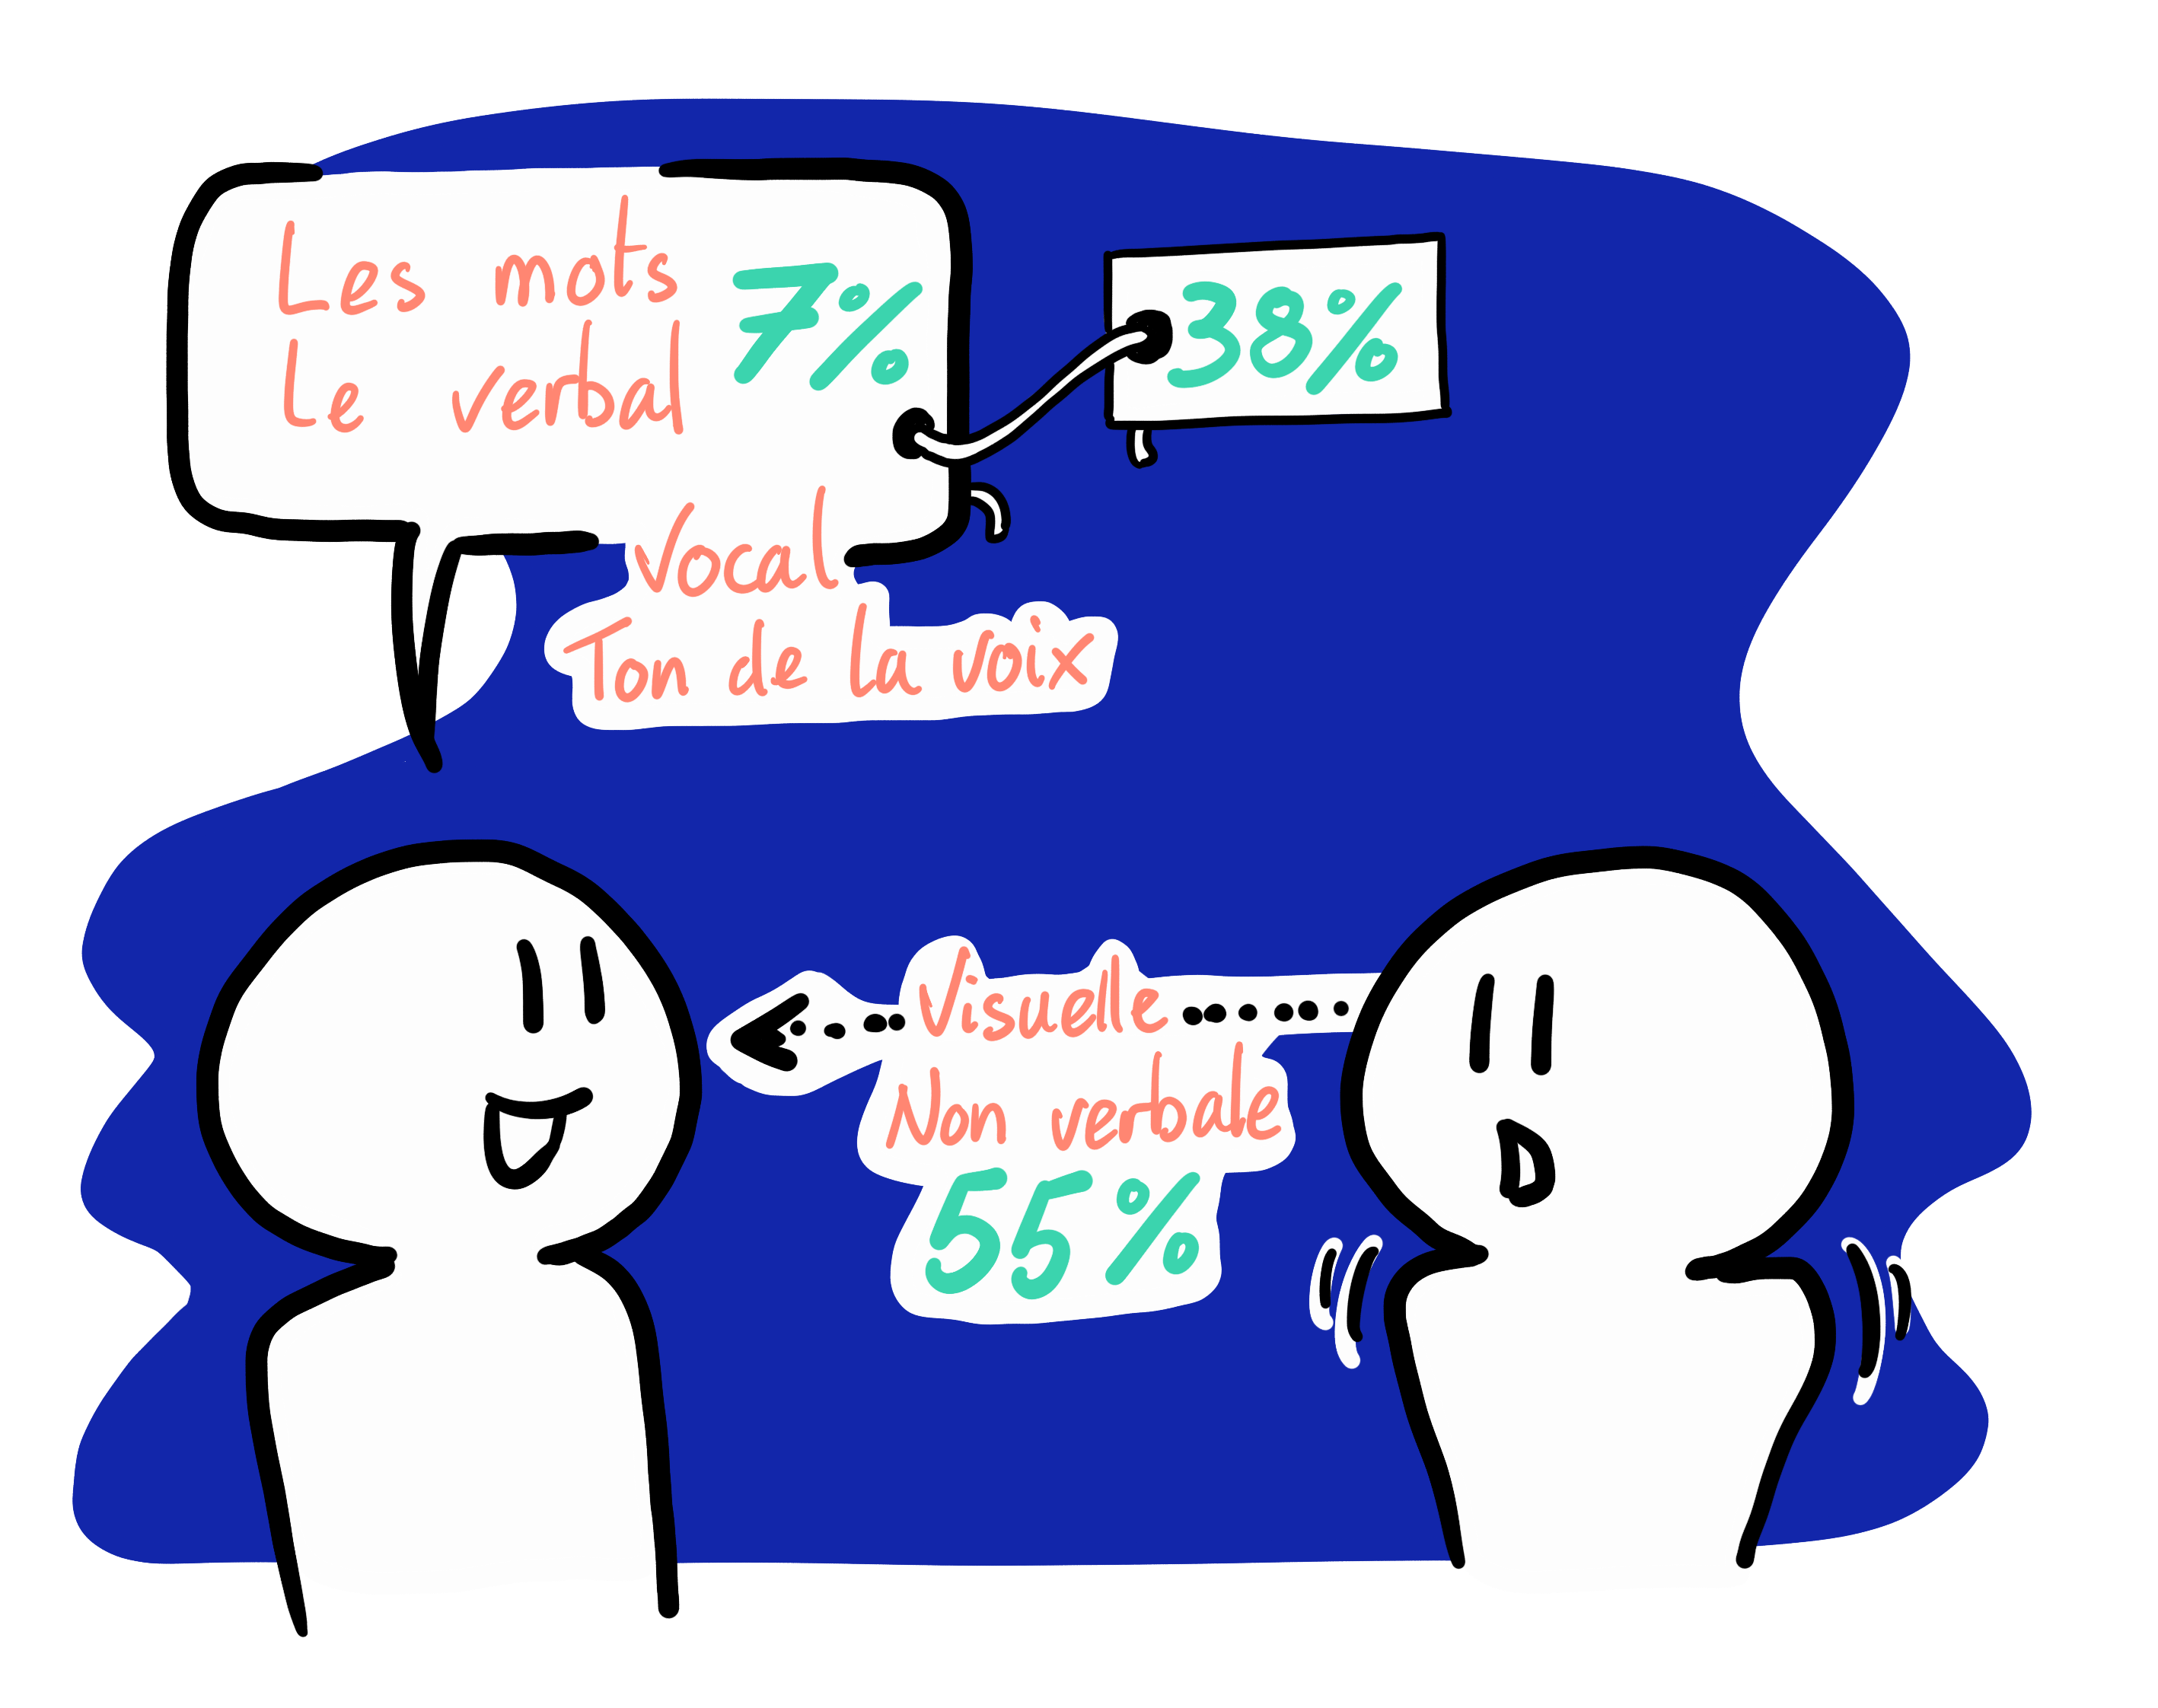 Les mots
Le verbal
7%
38%
Vocal
Ton de la voix
Visuelle
Non verbale
55%